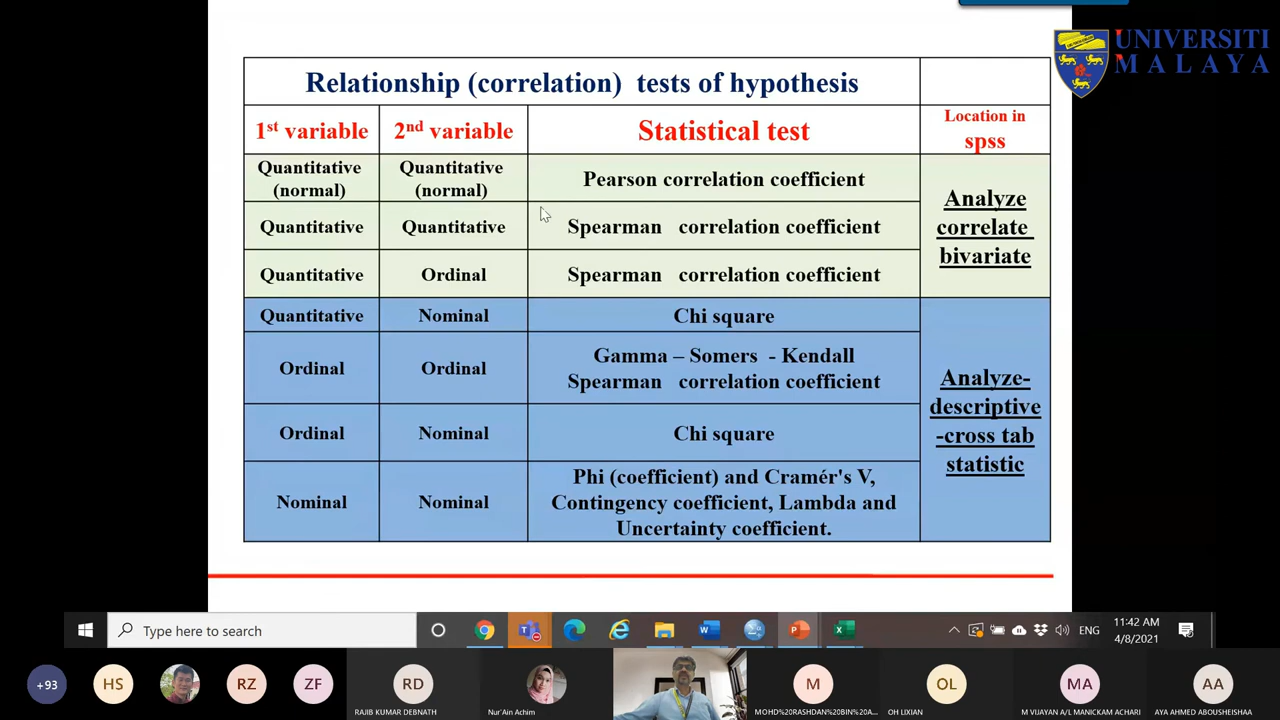 UNIVERSITI
MALAYA
Relationship (correlation) tests of hypothesis
1st variable
2nd variable
Statistical test
Location in
spss
Quantitative
(normal)
Quantitative
(normal)
Pearson correlation coefficient
Analyze
correlate
bivariate
Quantitative
Quantitative
Spearman correlation coefficient
Quantitative
Ordinal
Spearman correlation coefficient
Quantitative
Nominal
Chi square
Analyze-
descriptive
-cross tab
statistic
Ordinal
Ordinal
Gamma – Somers - Kendall
Spearman correlation coefficient
Ordinal
Nominal
Chi square
Nominal
Nominal
Phi (coefficient) and Cramér's V,
Contingency coefficient, Lambda and
Uncertainty coefficient.
Type here to search
ENG
11:42 AM
4/8/2021
+93
HS
RZ
ZF
RD
RAJIB KUMAR DEBNATH
Nur'Ain Achim
M
MOHD%20RASHDAN%20BIN%20A...
OL
OH LIXIAN
MA
M VIJAYAN A/L MANICKAM ACHARI
AA
AYA AHMED ABOUSHEISHAA